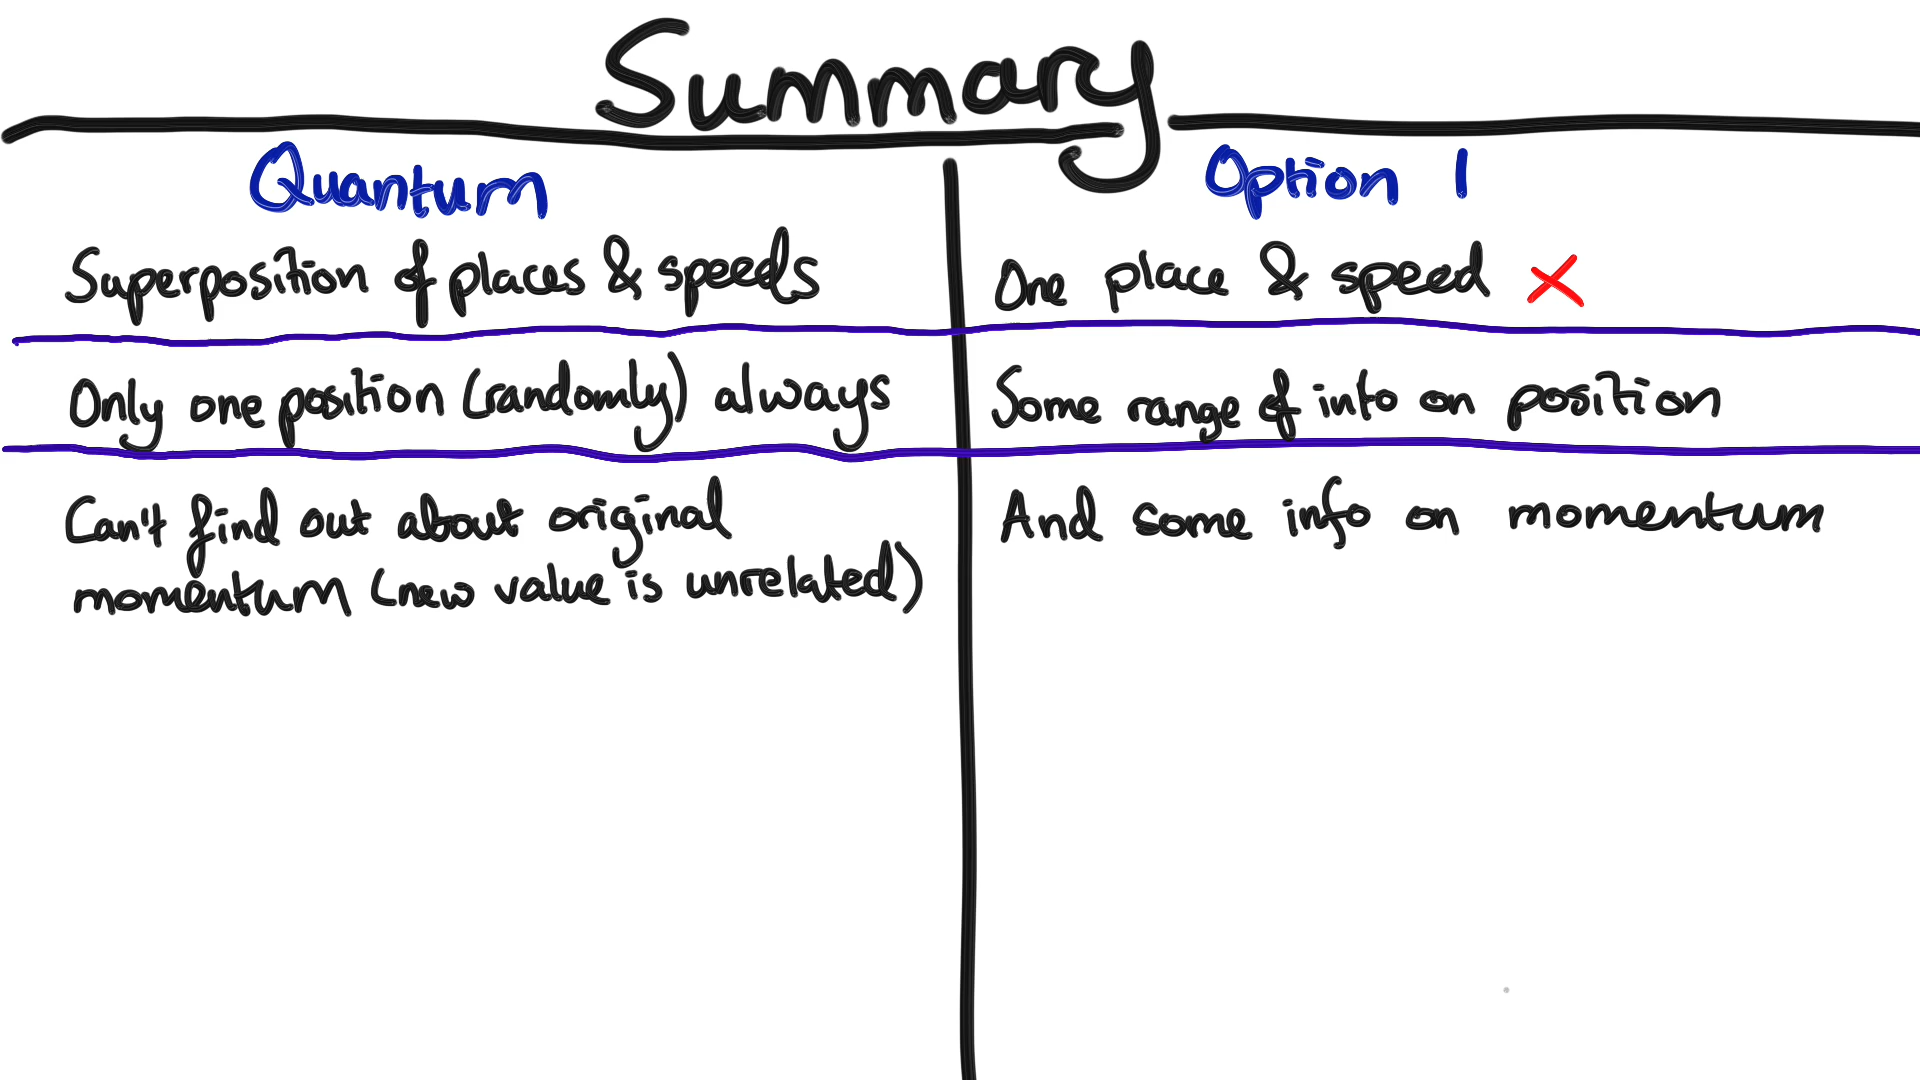 Summary
Quantum
Option 1
Superposition of places & speeds
One place & speed
Only one position (randomly) always
Some range of info on position
Can't find out about original
momentum (new value is unrelated)
And some info on momentum